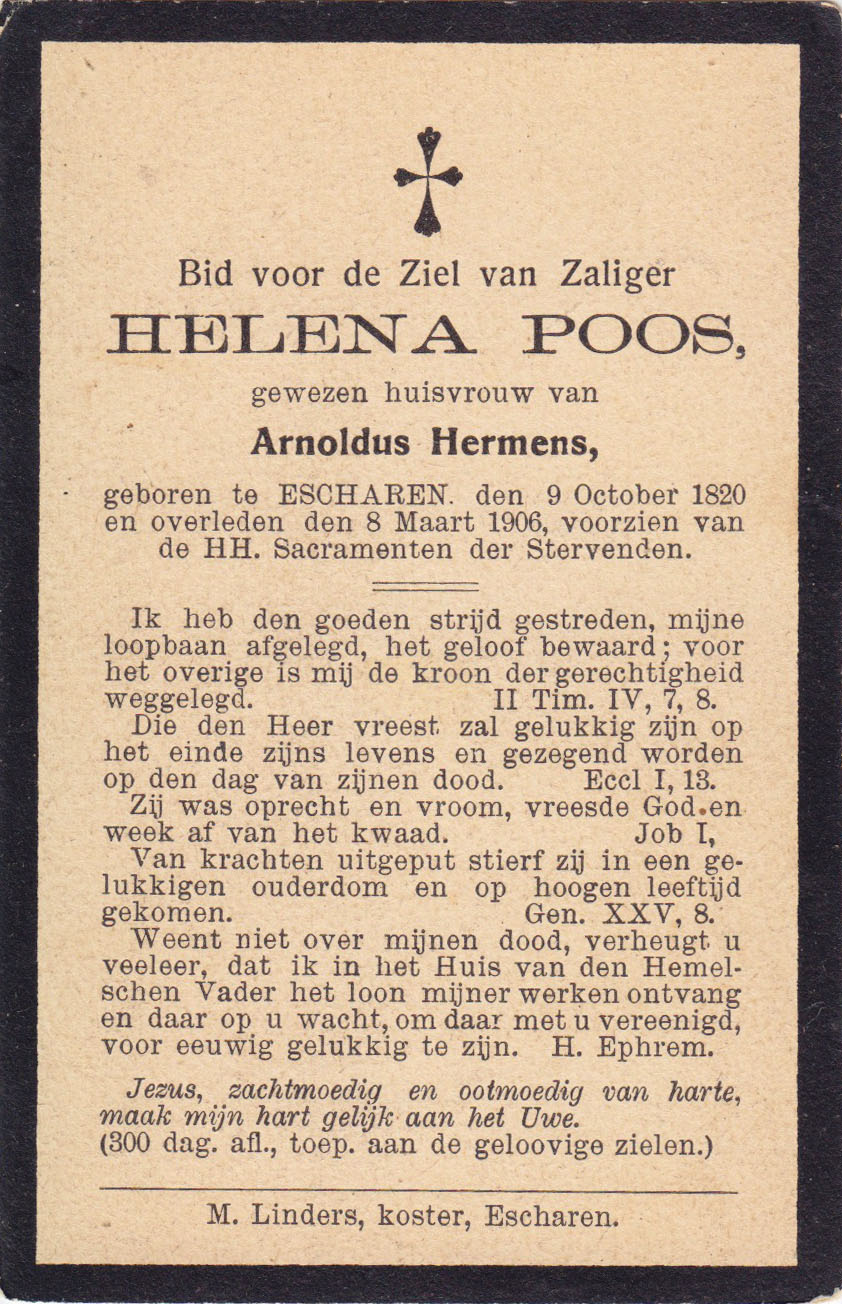 Bid voor de Ziel van Zaliger
HELENA POOS,
gewezen huisvrouw van
Arnoldus Hermens,
geboren te ESCHAREN. den 9 October 1820
en overleden den 8 Maart 1906, voorzien van
de HH. Sacramenten der Stervenden.
Ik heb den goeden strijd gestreden, mijne
loopbaan afgelegd, het geloof bewaard; voor
het overige is mij de kroon der gerechtigheid
weggelegd. II Tim. IV, 7, 8.
Die den Heer vreest zal gelukkig zijn op
het einde zijns levens en gezegend worden
op den dag van zijnen dood. Eccl I, 13.
Zij was oprecht en vroom, vreesde God en
week af van het kwaad. Job I,
Van krachten uitgeput stierf zij in een ge-
lukkigen ouderdom en op hoogen leeftijd
gekomen. Gen. XXV, 8.
Weent niet over mijnen dood, verheugt u
veeleer, dat ik in het Huis van den Hemel-
schen Vader het loon mijner werken ontvang
en daar op u wacht, om daar met u vereenigd,
voor eeuwig gelukkig te zijn. H. Ephrem.
Jezus, zachtmoedig en ootmoedig van harte,
maak mijn hart gelijk aan het Uwe.
(300 dag. afl., toep. aan de geloovige zielen.)
M. Linders, koster, Escharen.